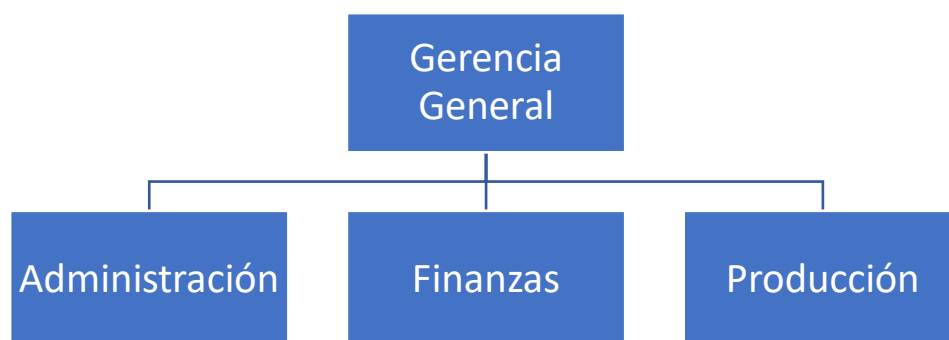 Gerencia
General
Administración
Finanzas
Producción